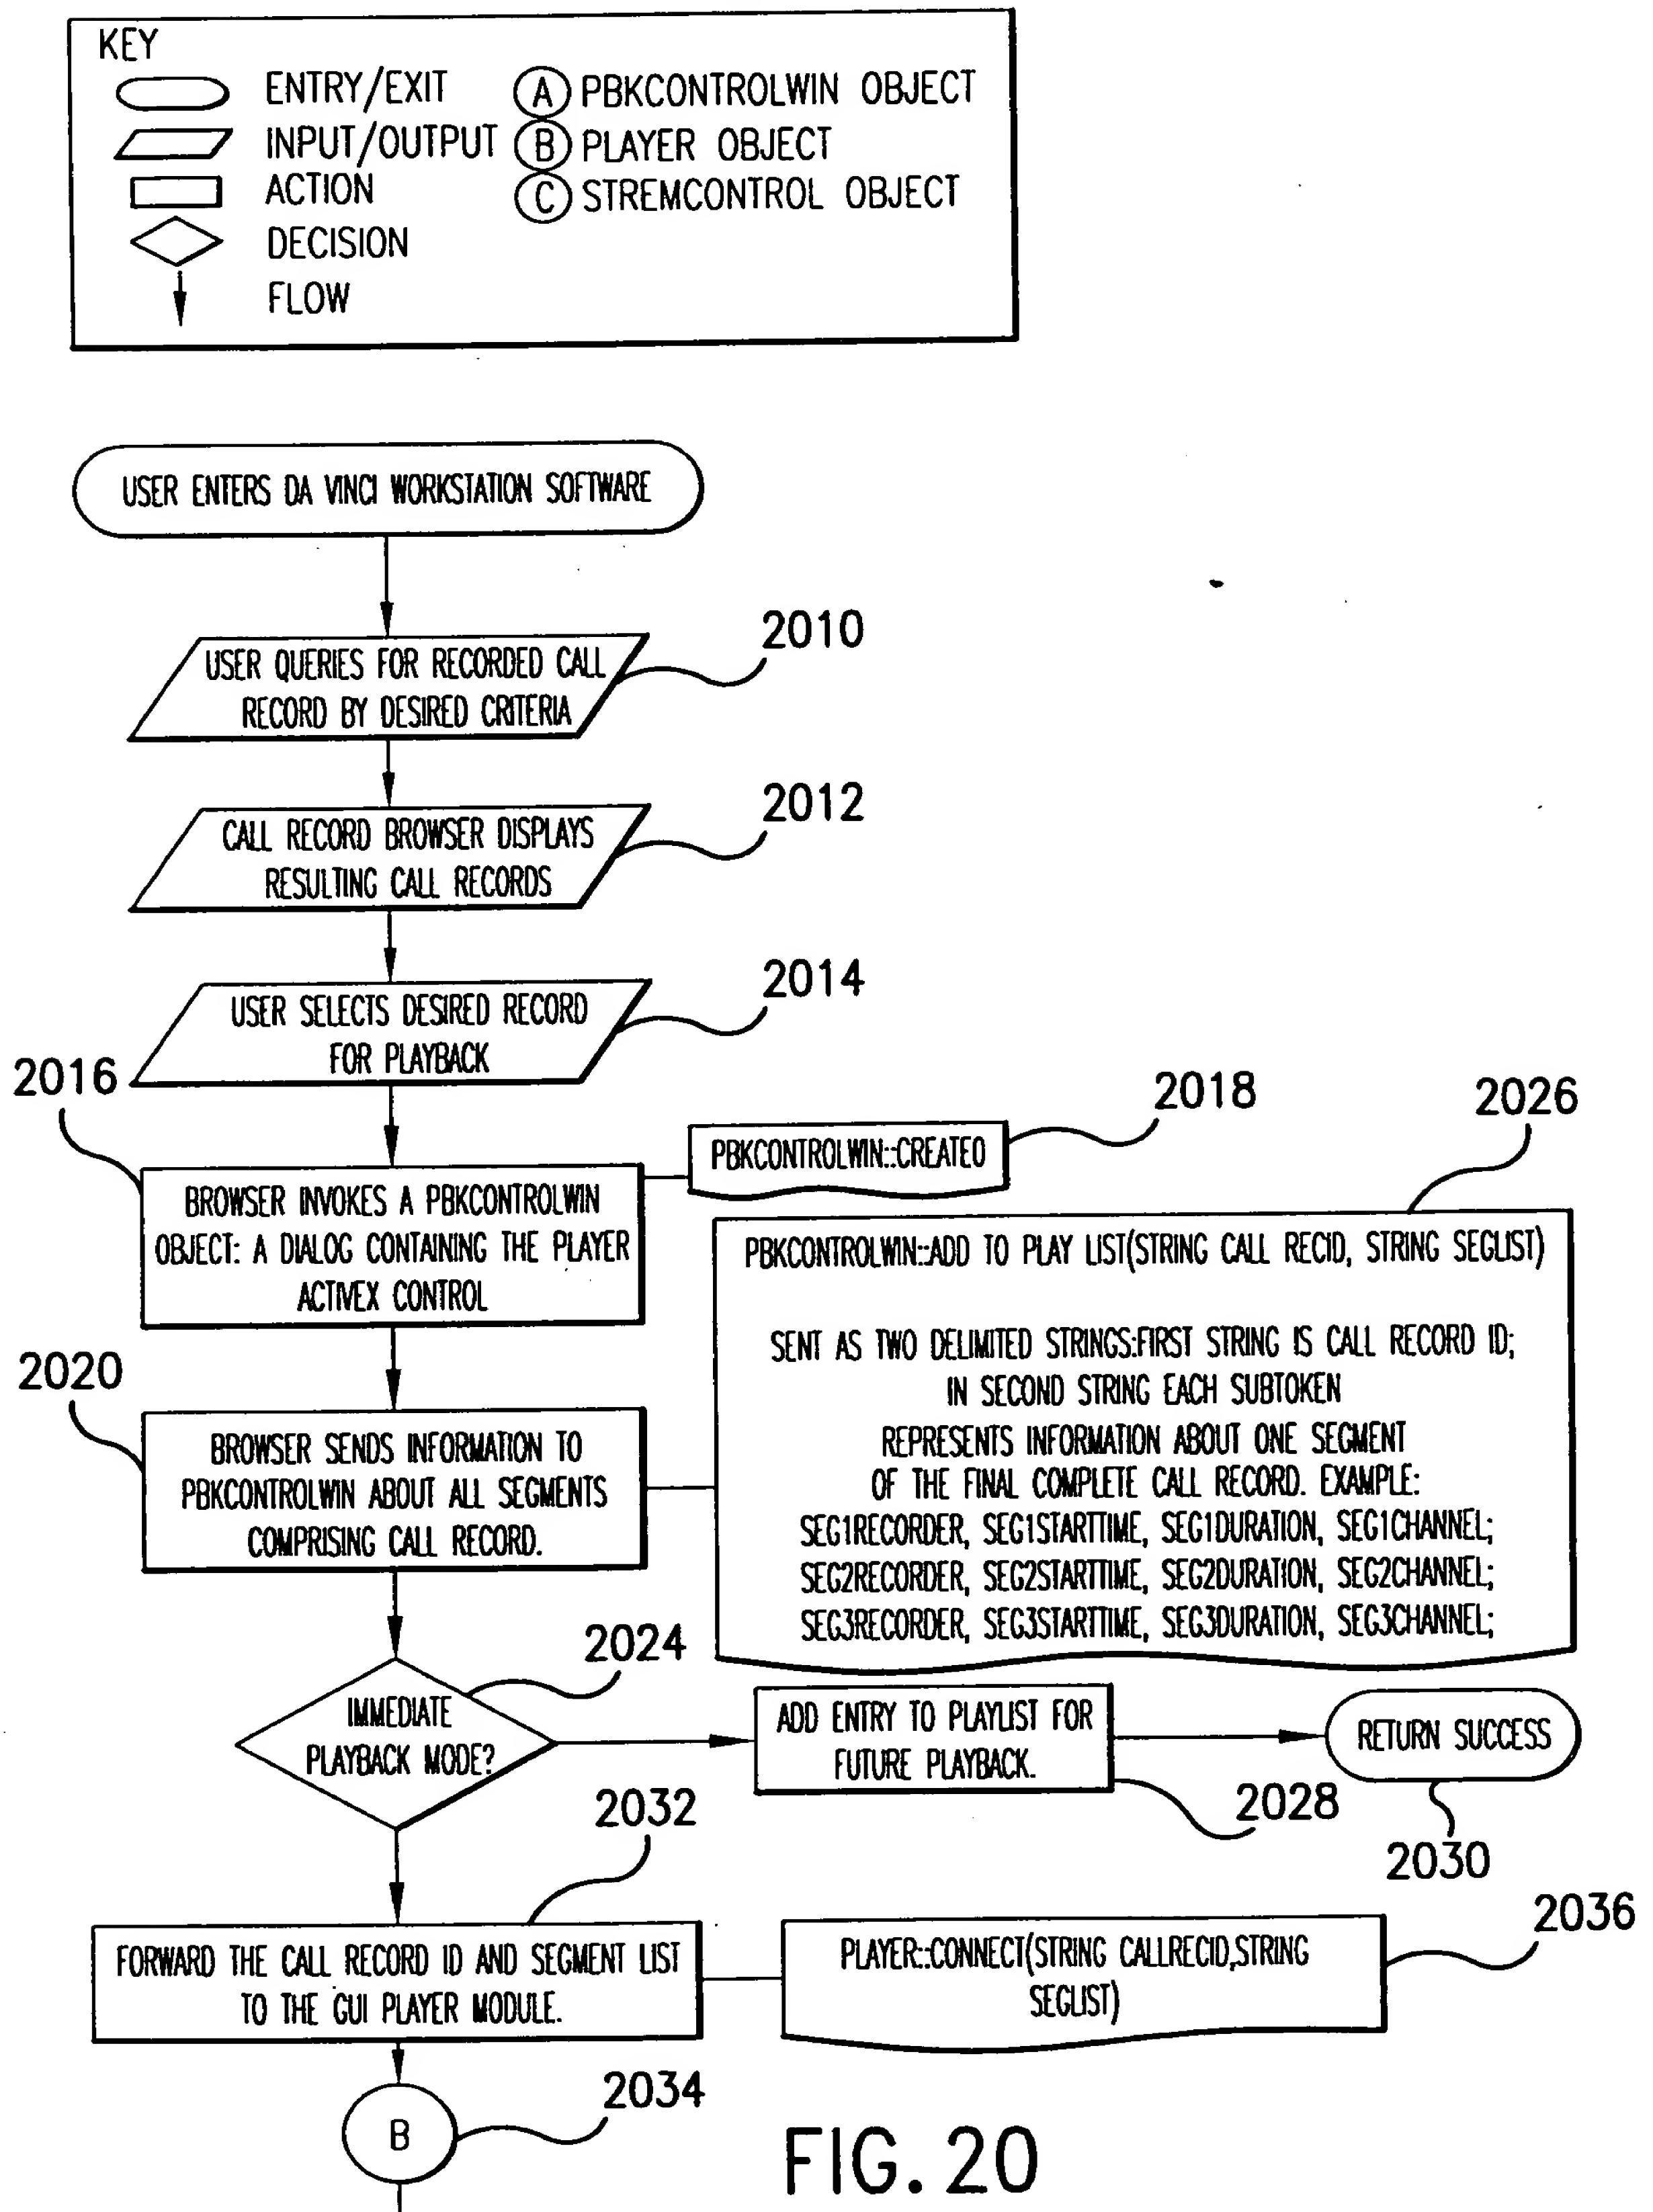 KEY
ENTRY/EXIT
INPUT/OUTPUT
ACTION
DECISION
FLOW
A PBKCONTROLWIN OBJECT
B PLAYER OBJECT
C STREMCONTROL OBJECT
USER ENTERS DA VINCI WORKSTATION SOFTWARE
2010
USER QUERIES FOR RECORDED CALL
RECORD BY DESIRED CRITERIA
2012
CALL RECORD BROWSER DISPLAYS
RESULTING CALL RECORDS
2014
USER SELECTS DESIRED RECORD
FOR PLAYBACK
2016
BROWSER INVOKES A PBKCONTROLWIN
OBJECT: A DIALOG CONTAINING THE PLAYER
ACTIVEX CONTROL
2018
PBKCONTROLWIN::CREATED
2026
PBKCONTROLWIN::ADD TO PLAY LIST(STRING CALL RECID, STRING SEGLIST)
SENT AS TWO DELIMITED STRINGS:FIRST STRING IS CALL RECORD ID;
IN SECOND STRING EACH SUBTOKEN
REPRESENTS INFORMATION ABOUT ONE SEGMENT
OF THE FINAL COMPLETE CALL RECORD. EXAMPLE:
SEG1RECORDER, SEG1STARTTIME, SEG1DURATION, SEG1CHANNEL;
SEG2RECORDER, SEG2STARTTIME, SEG2DURATION, SEG2CHANNEL;
SEG3RECORDER, SEG3STARTTIME, SEG3DURATION, SEG3CHANNEL;
2020
BROWSER SENDS INFORMATION TO
PBKCONTROLWIN ABOUT ALL SEGMENTS
COMPRISING CALL RECORD.
2024
IMMEDIATE
PLAYBACK MODE?
ADD ENTRY TO PLAYLIST FOR
FUTURE PLAYBACK.
2028
RETURN SUCCESS
2030
2032
FORWARD THE CALL RECORD ID AND SEGMENT LIST
TO THE GUI PLAYER MODULE.
2036
PLAYER::CONNECT(STRING CALLRECID,STRING
SEGLIST)
2034
B
FIG. 20